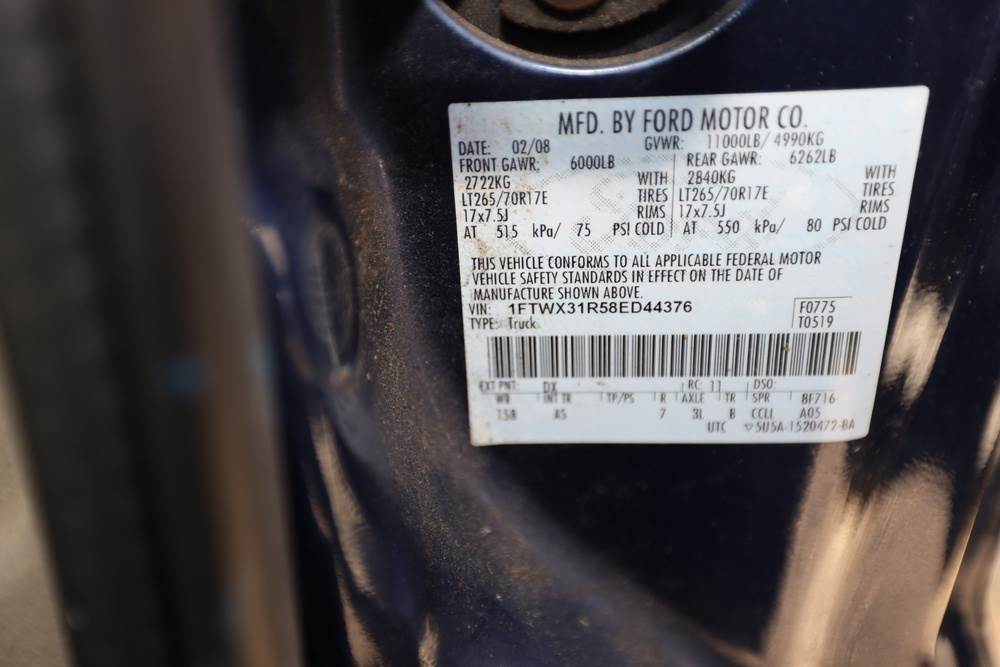 MFD. BY FORD MOTOR CO.
DATE: 02/08 GVWR: 11000LB/ 4990KG
FRONT GAWR: 6000LB REAR GAWR: 6262LB
2722KG WITH 2840KG WITH
LT265/70R17E TIRES LT265/70R17E TIRES
17x7.5J RIMS 17x7.5J RIMS
AT 515 kPa/ 75 PSI COLD AT 550 kPa/ 80 PSI COLD
THIS VEHICLE CONFORMS TO ALL APPLICABLE FEDERAL MOTOR
VEHICLE SAFETY STANDARDS IN EFFECT ON THE DATE OF
MANUFACTURE SHOWN ABOVE.
VIN: 1FTWX31R58ED44376 F0775
TYPE: Truck T0519
EXT PNT: DX RC: 11 DSO:
WB INT TR TP/PS R AXLE TR SPR 8F716
158 AS 7 3L B CCLL A05
UTC 5U5A-1520472-BA